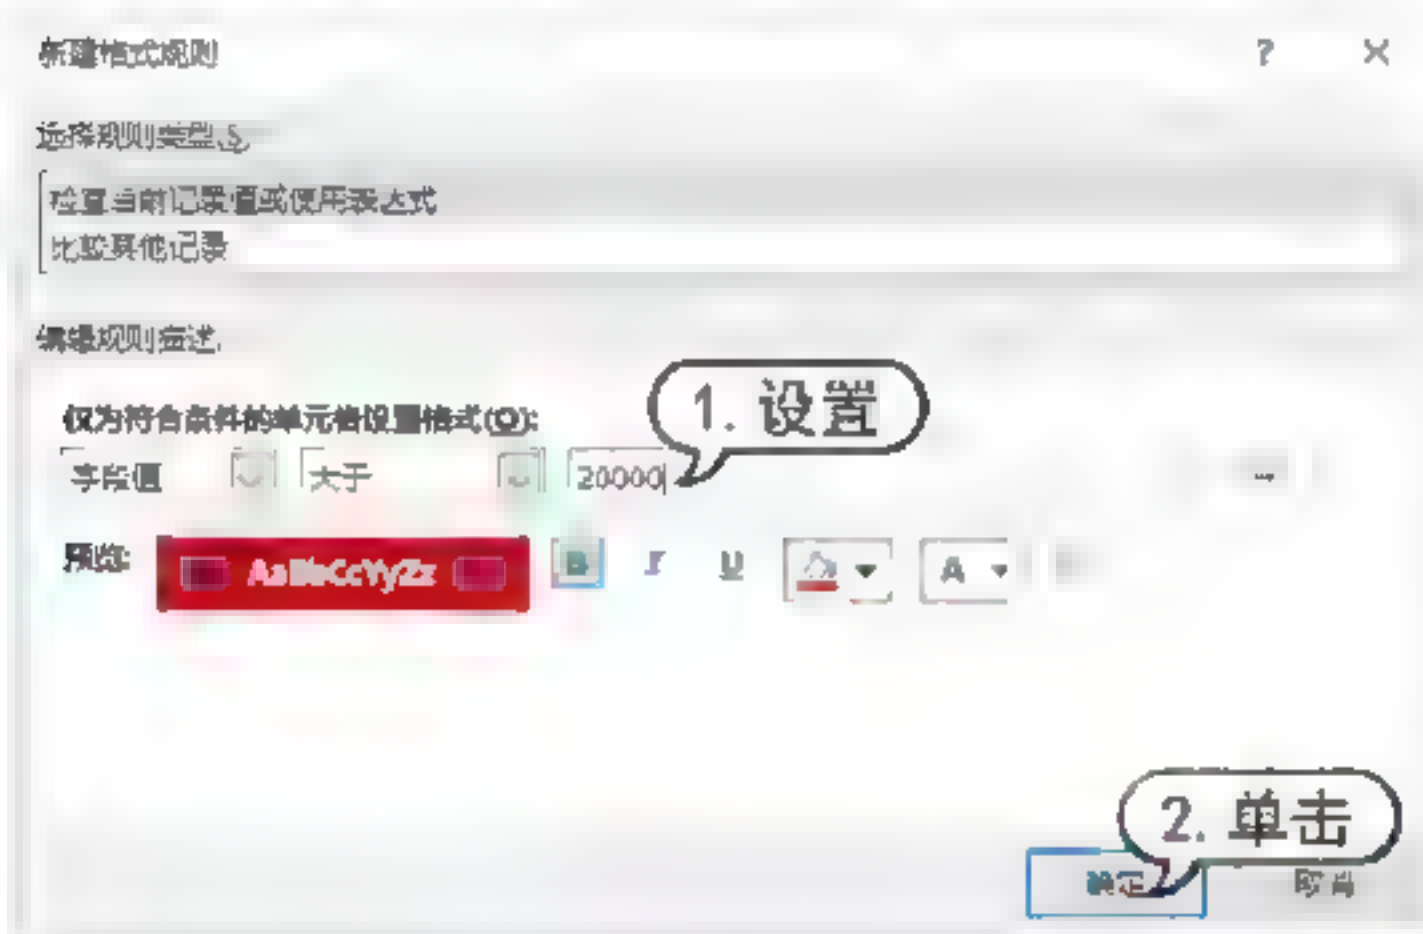 新建格式规则 ? ×
选择规则类型(S):
检查当前记录值或使用表达式
比较其他记录
编辑规则描述:
1. 设置
仅为符合条件的单元格设置格式(O):
字段值 大于 20000 ...
预览: AaBbCcYyZz B I U A
2. 单击
确定 取消